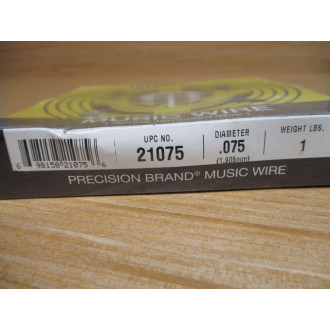 MUSIC WIRE
UPC NO. DIAMETER WEIGHT LBS.
21075 .075 1
(1.905mm)
6 98158 21075 6
PRECISION BRAND® MUSIC WIRE